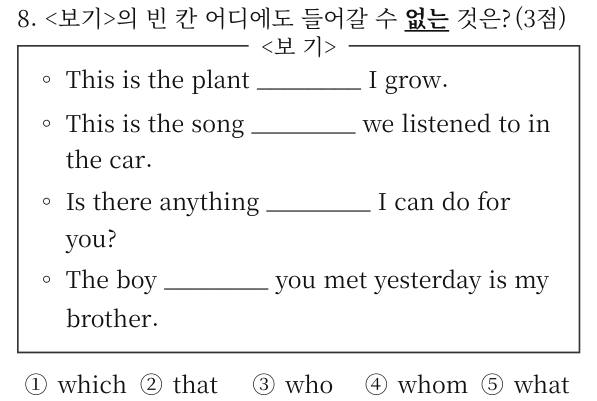 8. <보기>의 빈 칸 어디에도 들어갈 수 없는 것은?(3점)
<보 기>
◦ This is the plant ________ I grow.
◦ This is the song ________ we listened to in
the car.
◦ Is there anything ________ I can do for
you?
◦ The boy ________ you met yesterday is my
brother.
① which ② that ③ who ④ whom ⑤ what